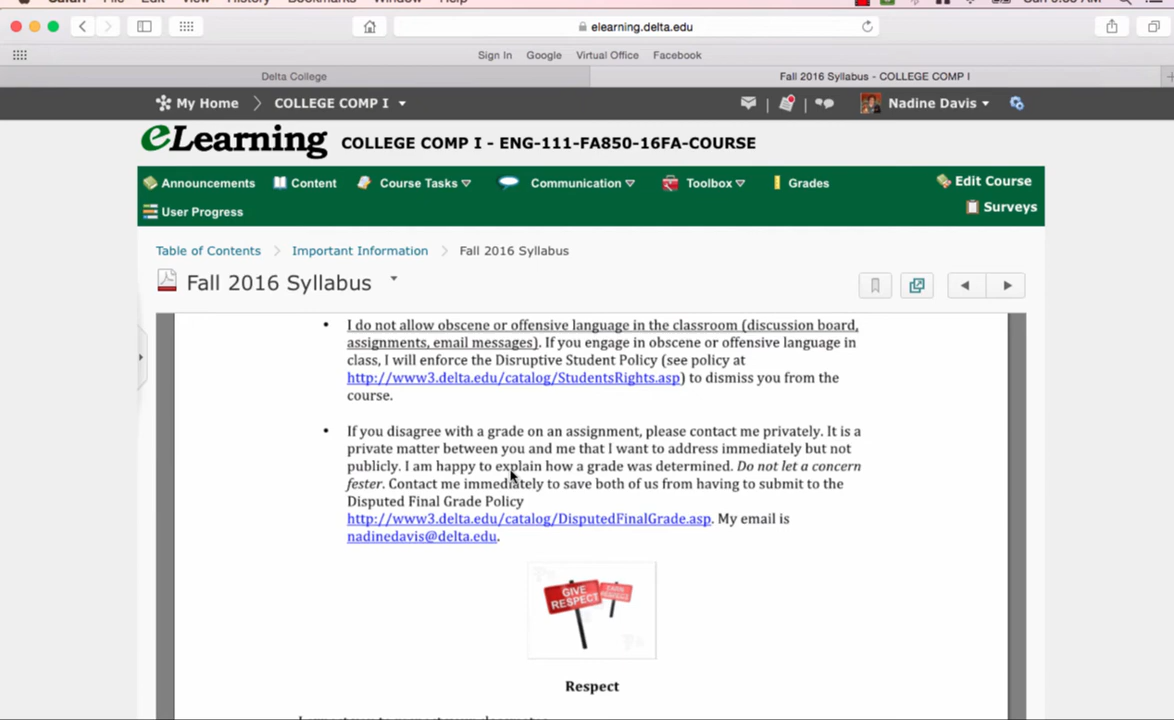 elearning.delta.edu
Sign In Google Virtual Office Facebook
Delta College Fall 2016 Syllabus - COLLEGE COMP I
My Home COLLEGE COMP I Nadine Davis
eLearning COLLEGE COMP I - ENG-111-FA850-16FA-COURSE
Announcements Content Course Tasks Communication Toolbox Grades Edit Course
User Progress Surveys
Table of Contents Important Information Fall 2016 Syllabus
Fall 2016 Syllabus
• I do not allow obscene or offensive language in the classroom (discussion board,
assignments, email messages). If you engage in obscene or offensive language in
class, I will enforce the Disruptive Student Policy (see policy at
http://www3.delta.edu/catalog/StudentsRights.asp) to dismiss you from the
course.
• If you disagree with a grade on an assignment, please contact me privately. It is a
private matter between you and me that I want to address immediately but not
publicly. I am happy to explain how a grade was determined. Do not let a concern
fester. Contact me immediately to save both of us from having to submit to the
Disputed Final Grade Policy
http://www3.delta.edu/catalog/DisputedFinalGrade.asp. My email is
nadinedavis@delta.edu.
GIVE
RESPECT
Respect